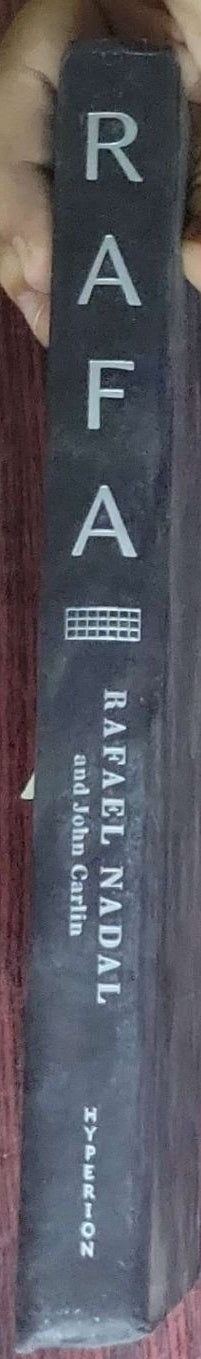 RAFA
RAFAEL NADAL
and John Carlin
HYPERION